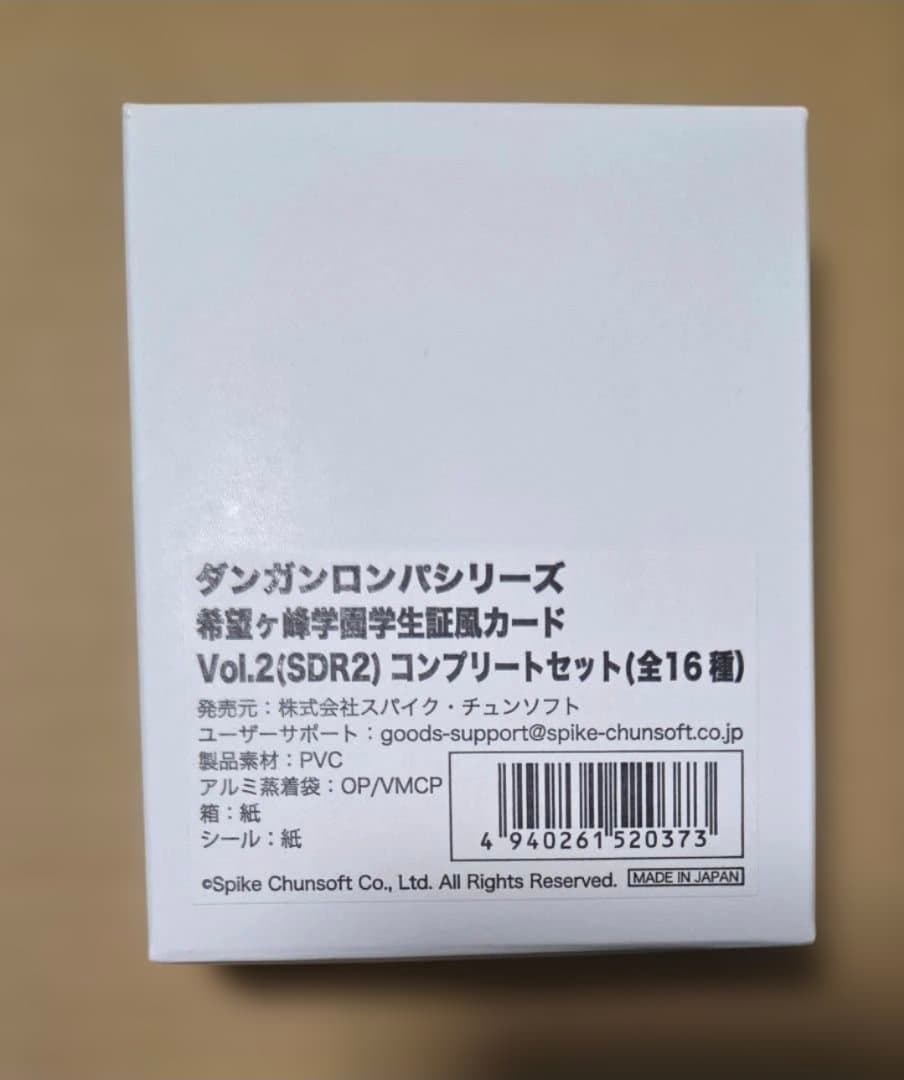 ダンガンロンパシリーズ
希望ヶ峰学園学生証風カード
Vol.2(SDR2) コンプリートセット(全16種)
発売元：株式会社スパイク・チュンソフト
ユーザーサポート：goods-support@spike-chunsoft.co.jp
製品素材：PVC
アルミ蒸着袋：OP/VMCP
箱：紙
シール：紙
4 940261 520373
©Spike Chunsoft Co., Ltd. All Rights Reserved.
MADE IN JAPAN